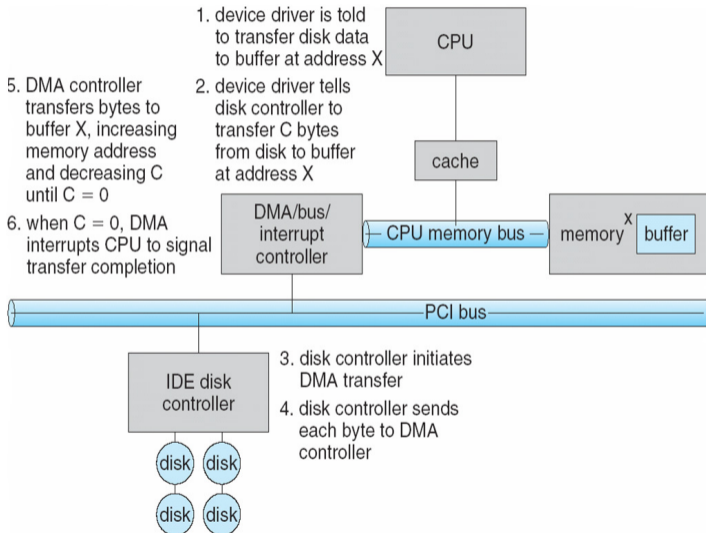 1. device driver is told
to transfer disk data
to buffer at address X
CPU
5. DMA controller
transfers bytes to
buffer X, increasing
memory address
and decreasing C
until C = 0
2. device driver tells
disk controller to
transfer C bytes
from disk to buffer
at address X
cache
6. when C = 0, DMA
interrupts CPU to signal
transfer completion
DMA/bus/
interrupt
controller
CPU memory bus
memory
X
buffer
PCI bus
IDE disk
controller
3. disk controller initiates
DMA transfer
4. disk controller sends
each byte to DMA
controller
disk disk
disk disk